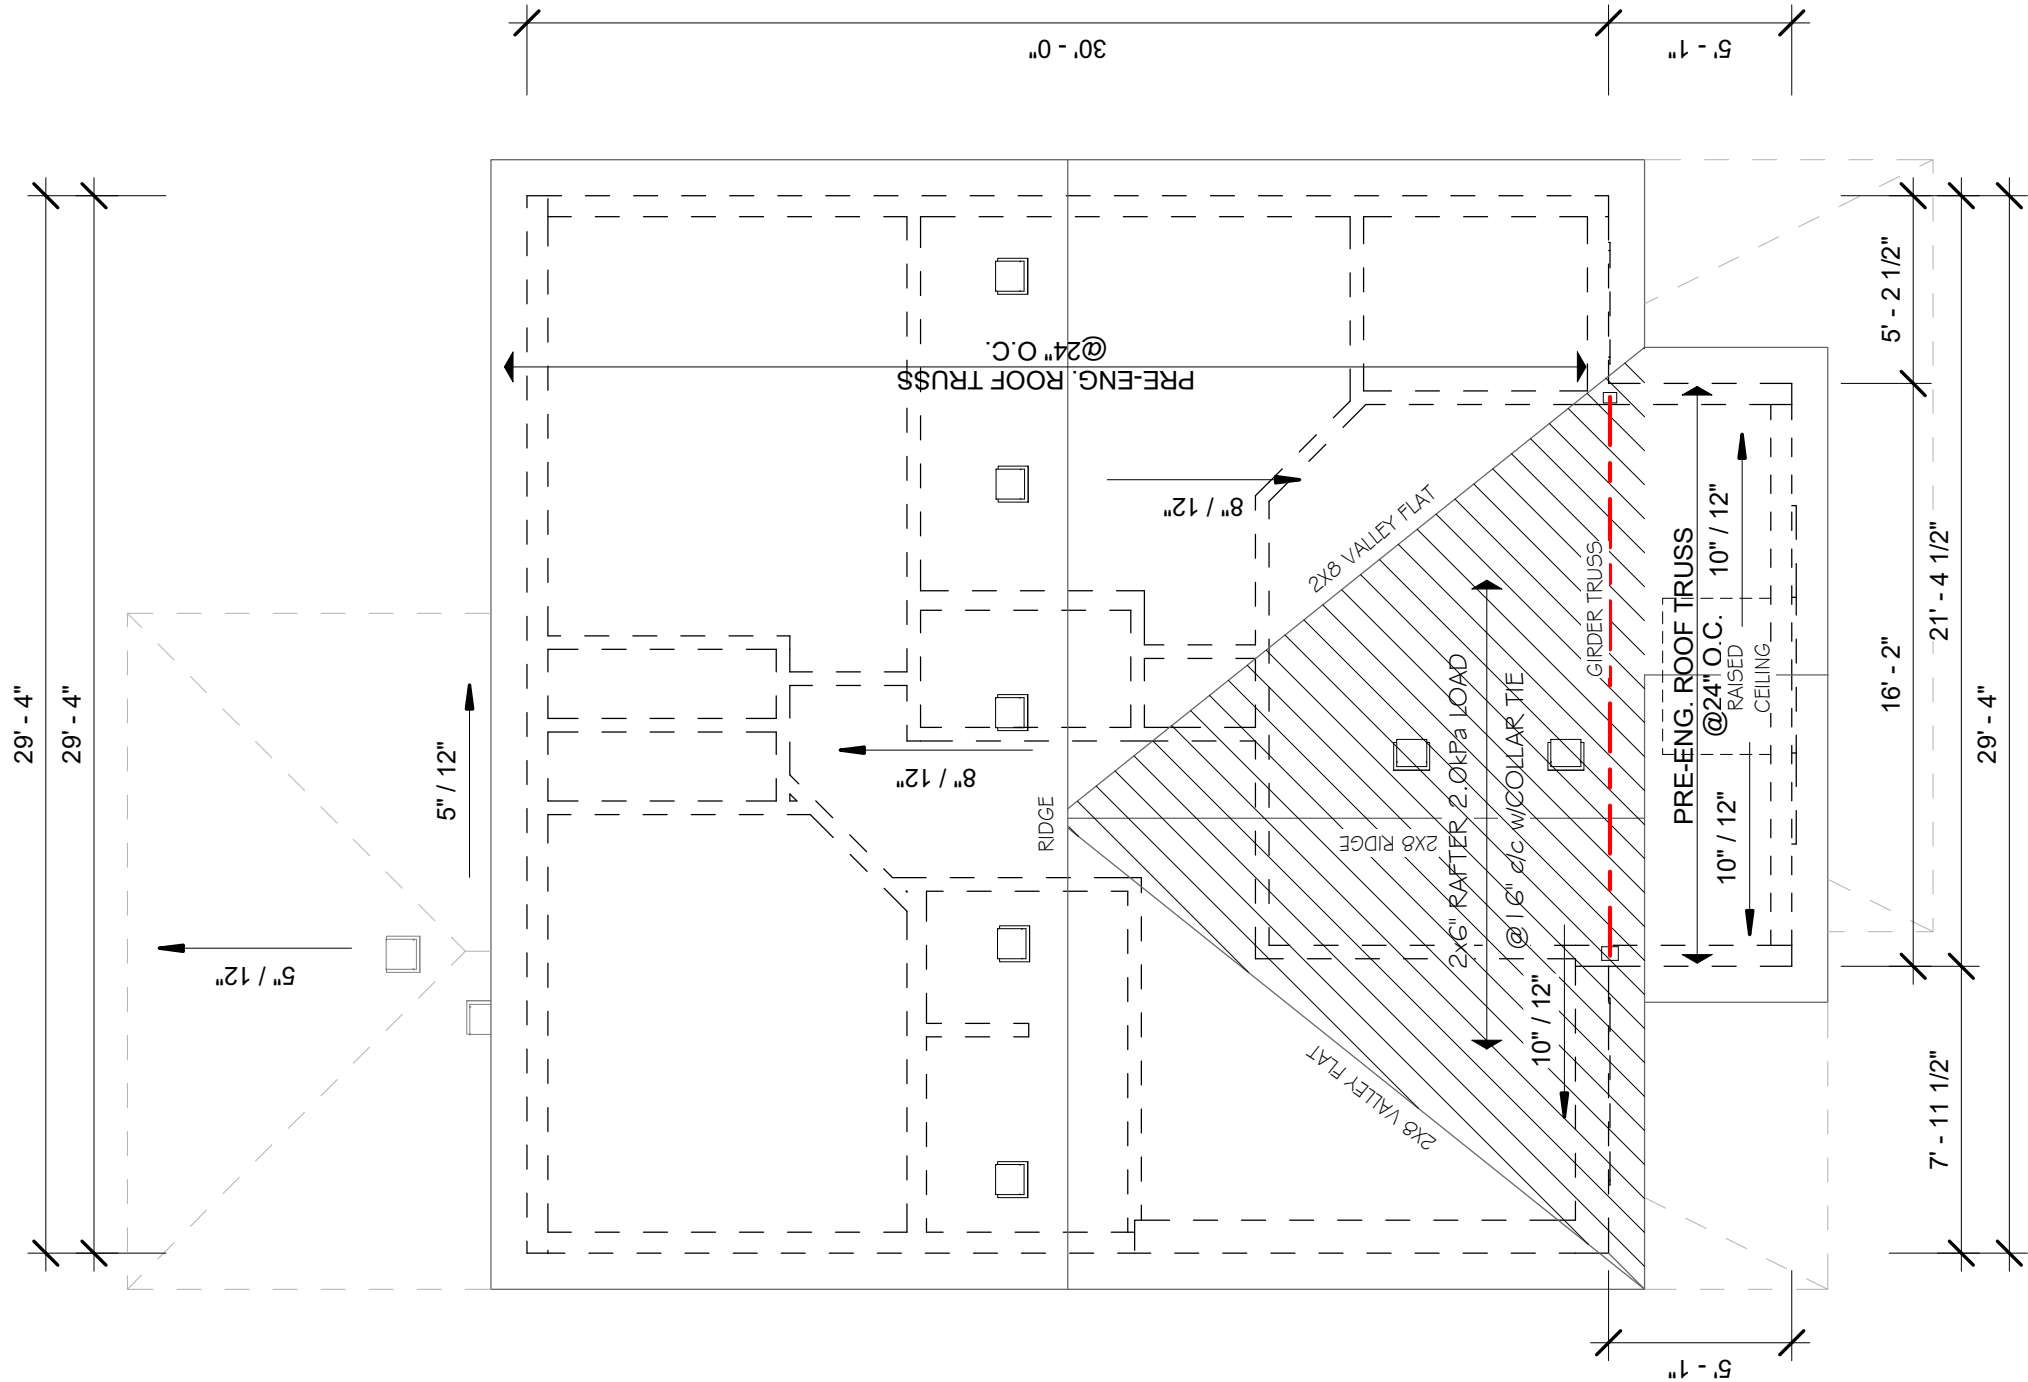 30' - 0"
5' - 1"
29' - 4"
29' - 4"
5" / 12"
5" / 12"
PRE-ENG. ROOF TRUSS
@24" O.C.
8" / 12"
8" / 12"
RIDGE
2X8 VALLEY FLAT
2X8 RIDGE
2X8 VALLEY FLAT
2x6" RAFTER 2.0kPa LOAD
@16" c/c W/COLLAR TIE
GIRDER TRUSS
10" / 12"
PRE-ENG. ROOF TRUSS
@24" O.C.
10" / 12"
10" / 12"
RAISED
CEILING
5' - 2 1/2"
16' - 2"
21' - 4 1/2"
7' - 11 1/2"
29' - 4"
5' - 1"